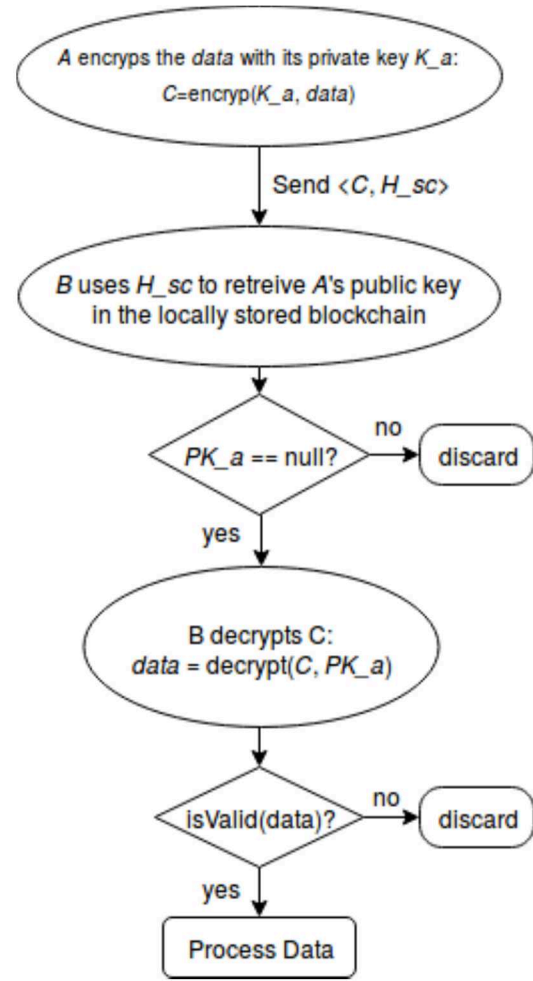 A encryps the data with its private key K_a:
C=encryp(K_a, data)
Send <C, H_sc>
B uses H_sc to retreive A's public key
in the locally stored blockchain
PK_a == null?
no
discard
yes
B decrypts C:
data = decrypt(C, PK_a)
isValid(data)?
no
discard
yes
Process Data